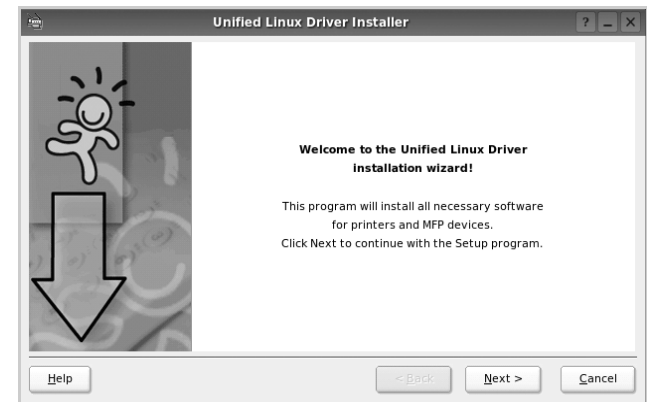 Unified Linux Driver Installer
Welcome to the Unified Linux Driver
installation wizard!
This program will install all necessary software
for printers and MFP devices.
Click Next to continue with the Setup program.
Help
< Back
Next >
Cancel